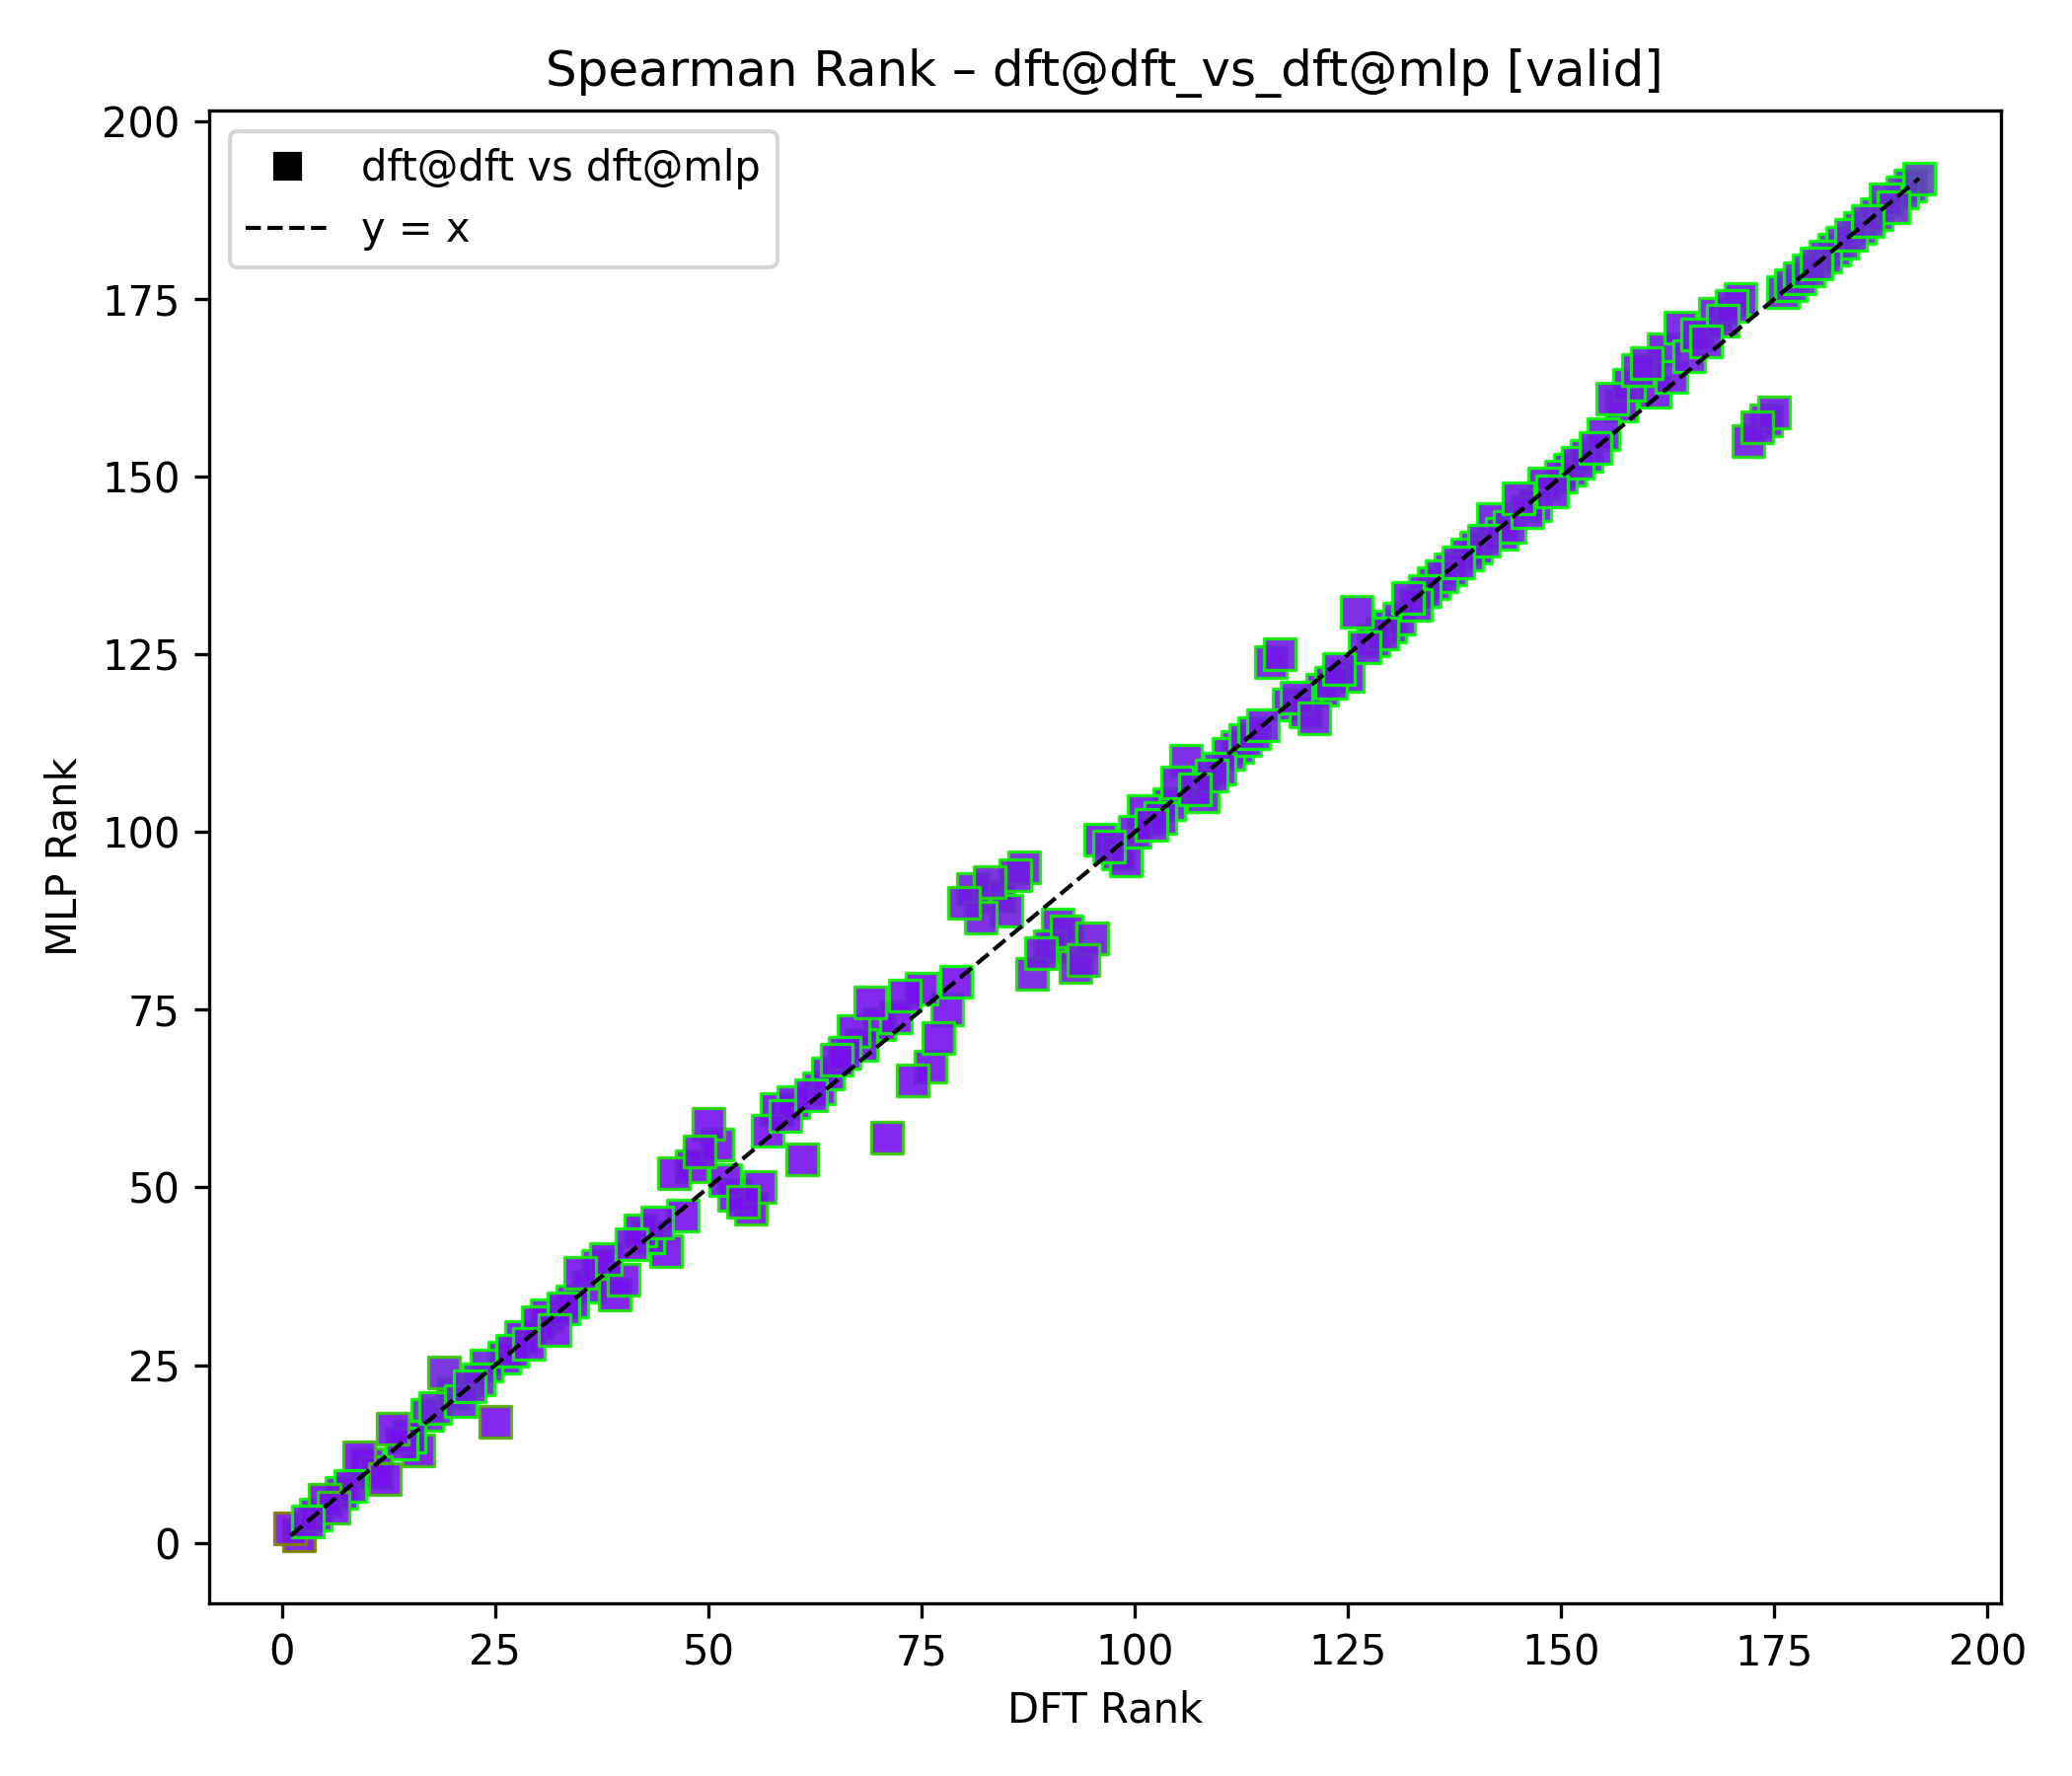 Spearman Rank – dft@dft_vs_dft@mlp [valid]
dft@dft vs dft@mlp
y = x
200
175
150
125
100
75
50
25
0
MLP Rank
0 25 50 75 100 125 150 175 200
DFT Rank